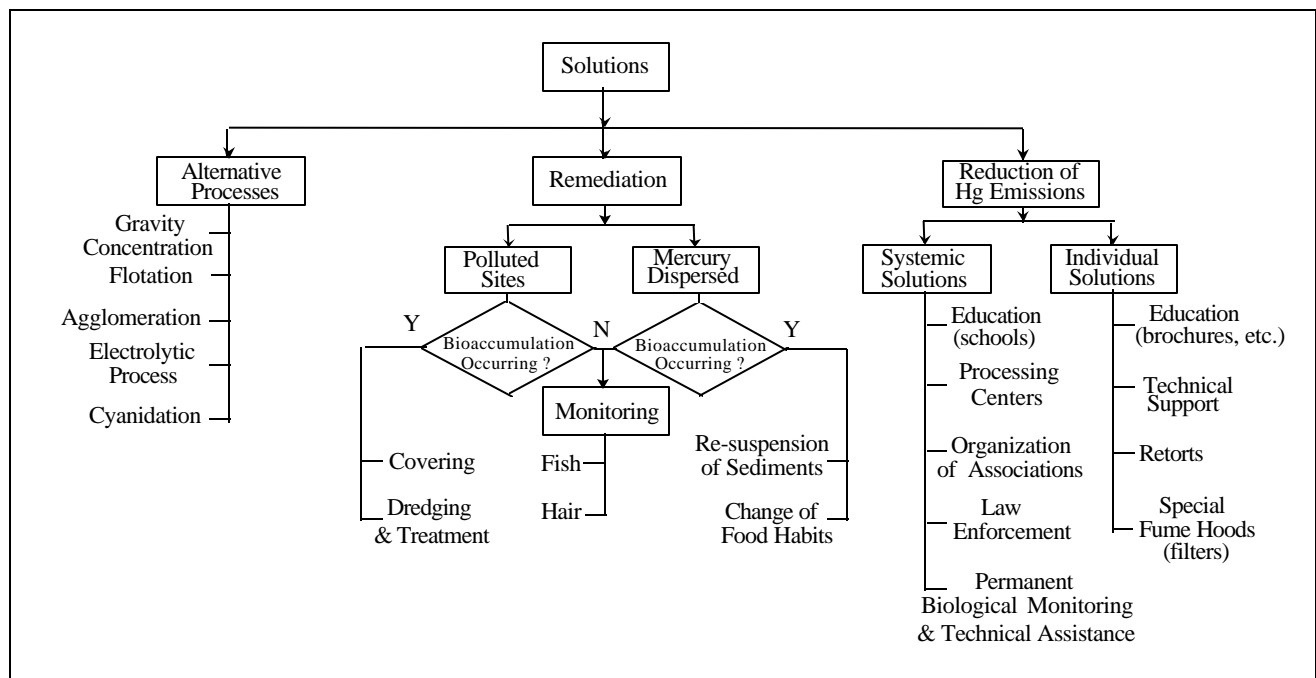 Solutions
Alternative
Processes
Gravity
Concentration
Flotation
Agglomeration
Electrolytic
Process
Cyanidation
Remediation
Polluted
Sites
Mercury
Dispersed
Y
Bioaccumulation
Occurring ?
N
Bioaccumulation
Occurring ?
Y
Monitoring
Covering
Dredging
& Treatment
Fish
Hair
Re-suspension
of Sediments
Change of
Food Habits
Reduction of
Hg Emissions
Systemic
Solutions
Education
(schools)
Processing
Centers
Organization
of Associations
Law
Enforcement
Permanent
Biological Monitoring
& Technical Assistance
Individual
Solutions
Education
(brochures, etc.)
Technical
Support
Retorts
Special
Fume Hoods
(filters)